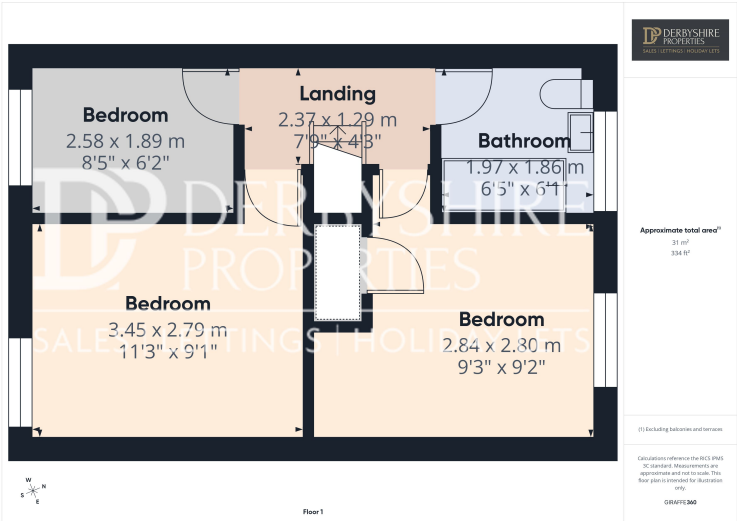 DERBYSHIRE
PROPERTIES
SALES | LETTINGS | HOLIDAY LETS
Bedroom
2.58 x 1.89 m
8'5" x 6'2"
Landing
2.37 x 1.29 m
7'9" x 4'3"
Bathroom
1.97 x 1.86 m
6'5" x 6'1"
DERBYSHIRE
PROPERTIES
SALES | LETTINGS | HOLIDAY LETS
Bedroom
3.45 x 2.79 m
11'3" x 9'1"
Bedroom
2.84 x 2.80 m
9'3" x 9'2"
Approximate total area⁽¹⁾
31 m²
334 ft²
(1) Excluding balconies and terraces
Calculations reference the RICS IPMS
3C standard. Measurements are
approximate and not to scale. This
floor plan is intended for illustration
only.
GIRAFFE360
W
N
S
E
Floor 1